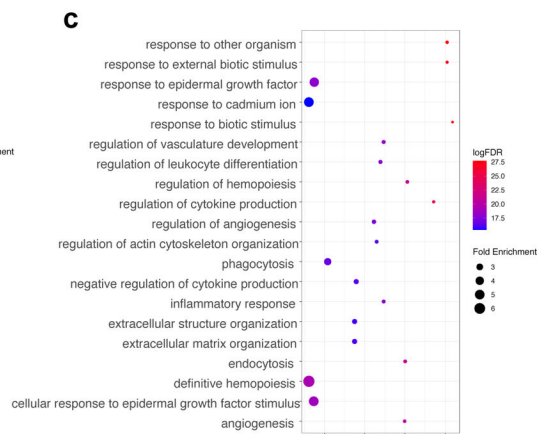 C
response to other organism
response to external biotic stimulus
response to epidermal growth factor
response to cadmium ion
response to biotic stimulus
regulation of vasculature development
regulation of leukocyte differentiation
regulation of hemopoiesis
regulation of cytokine production
regulation of angiogenesis
regulation of actin cytoskeleton organization
phagocytosis
negative regulation of cytokine production
inflammatory response
extracellular structure organization
extracellular matrix organization
endocytosis
definitive hemopoiesis
cellular response to epidermal growth factor stimulus
angiogenesis
logFDR
27.5
25.0
22.5
20.0
17.5
Fold Enrichment
3
4
5
6